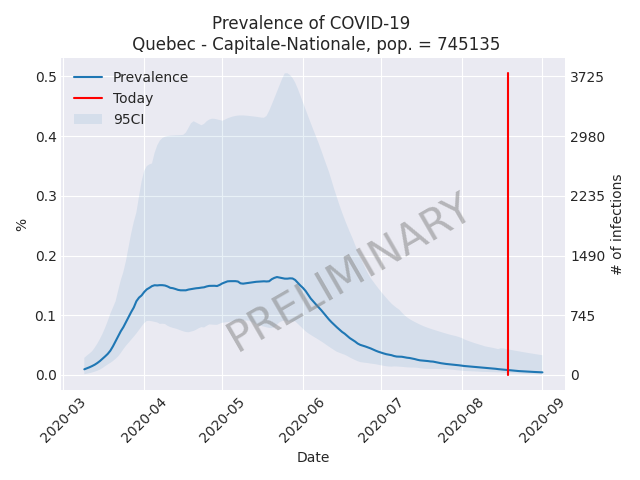 Prevalence of COVID-19
Quebec - Capitale-Nationale, pop. = 745135
Prevalence
Today
95CI
0.5
0.4
0.3
0.2
0.1
0.0
%
3725
2980
2235
1490
745
0
# of infections
PRELIMINARY
2020-03
2020-04
2020-05
2020-06
2020-07
2020-08
2020-09
Date